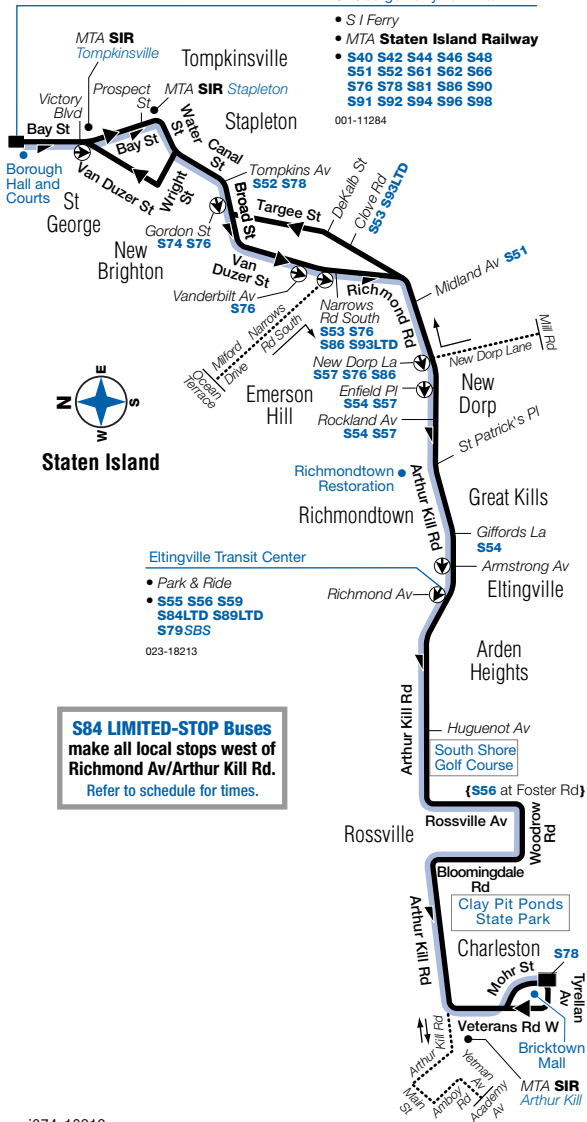 • S I Ferry
• MTA Staten Island Railway
• S40 S42 S44 S46 S48
S51 S52 S61 S62 S66
S76 S78 S81 S86 S90
S91 S92 S94 S96 S98
001-11284
MTA SIR
Tompkinsville
Tompkinsville
Prospect
St
MTA SIR Stapleton
Victory
Blvd
Stapleton
Bay St
Bay St
Water
St
Canal
St
Borough
Hall and
Courts
Van Duzer St
Wright
St
St
George
Tompkins Av
S52 S78
Broad St
DeKalb St
Clove Rd
S53 S93LTD
Targee St
Gordon St
S74 S76
New
Brighton
Van
Duzer St
Midland Av S51
Vanderbilt Av
S76
Richmond Rd
Narrows
Rd South
S53 S76
S86 S93LTD
Milford
Drive
Narrows
Rd South
Ocean
Terrace
Mill Rd
New Dorp Lane
New Dorp La
S57 S76 S86
Emerson
Hill
New
Dorp
Enfield Pl
S54 S57
Rockland Av
S54 S57
N
E
S
W
Staten Island
St Patrick's Pl
Richmondtown
Restoration
Arthur Kill Rd
Great Kills
Richmondtown
Giffords La
S54
Armstrong Av
Eltingville
Eltingville Transit Center
• Park & Ride
• S55 S56 S59
S84LTD S89LTD
S79SBS
023-18213
Richmond Av
Arden
Heights
Arthur Kill Rd
Huguenot Av
South Shore
Golf Course
S84 LIMITED-STOP Buses
make all local stops west of
Richmond Av/Arthur Kill Rd.
Refer to schedule for times.
{S56 at Foster Rd}
Rossville Av
Woodrow
Rd
Rossville
Bloomingdale
Rd
Arthur Kill Rd
Clay Pit Ponds
State Park
Charleston
S78
Mohr St
Tyrellan
Av
Veterans Rd W
Bricktown
Mall
Arthur
Kill Rd
MTA SIR
Arthur Kill
Main
St
Amboy
Rd
Yetman
Av
Academy
Av